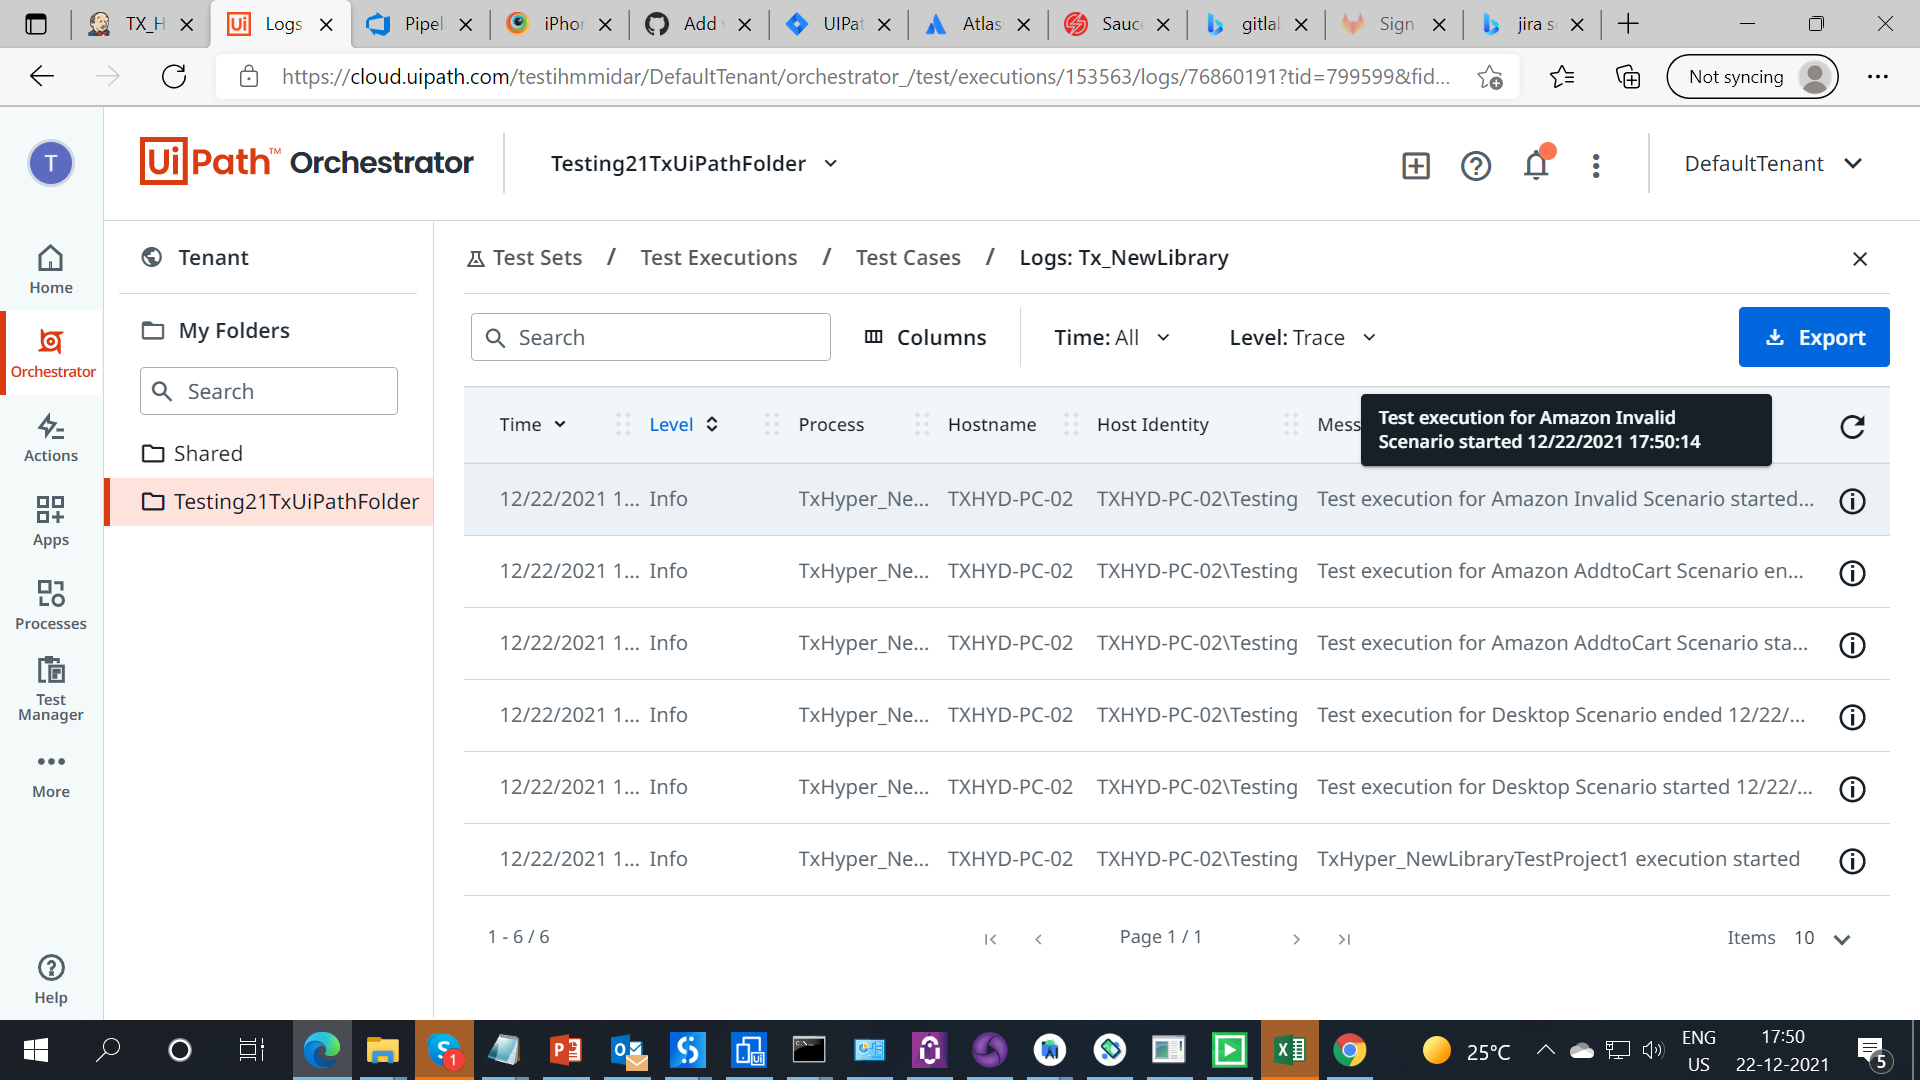 TX_H
Logs
Pipel
iPhor
Add
UIPat
Atlas
Sauce
gitlab
Sign
jira s
https://cloud.uipath.com/testihmmidar/DefaultTenant/orchestrator_/test/executions/153563/logs/76860191?tid=799599&fid...
Not syncing
T
UiPath™ Orchestrator
Testing21TxUiPathFolder
DefaultTenant
Home
Orchestrator
Actions
Apps
Processes
Test
Manager
More
Help
Tenant
My Folders
Search
Shared
Testing21TxUiPathFolder
Test Sets / Test Executions / Test Cases / Logs: Tx_NewLibrary
Search
Columns
Time: All
Level: Trace
Export
Time Level Process Hostname Host Identity Mess
Test execution for Amazon Invalid
Scenario started 12/22/2021 17:50:14
12/22/2021 1... Info TxHyper_Ne... TXHYD-PC-02 TXHYD-PC-02\Testing Test execution for Amazon Invalid Scenario started...
12/22/2021 1... Info TxHyper_Ne... TXHYD-PC-02 TXHYD-PC-02\Testing Test execution for Amazon AddtoCart Scenario en...
12/22/2021 1... Info TxHyper_Ne... TXHYD-PC-02 TXHYD-PC-02\Testing Test execution for Amazon AddtoCart Scenario sta...
12/22/2021 1... Info TxHyper_Ne... TXHYD-PC-02 TXHYD-PC-02\Testing Test execution for Desktop Scenario ended 12/22/...
12/22/2021 1... Info TxHyper_Ne... TXHYD-PC-02 TXHYD-PC-02\Testing Test execution for Desktop Scenario started 12/22/...
12/22/2021 1... Info TxHyper_Ne... TXHYD-PC-02 TXHYD-PC-02\Testing TxHyper_NewLibraryTestProject1 execution started
1 - 6 / 6
Page 1 / 1
Items 10
25°C
ENG
US
17:50
22-12-2021
5